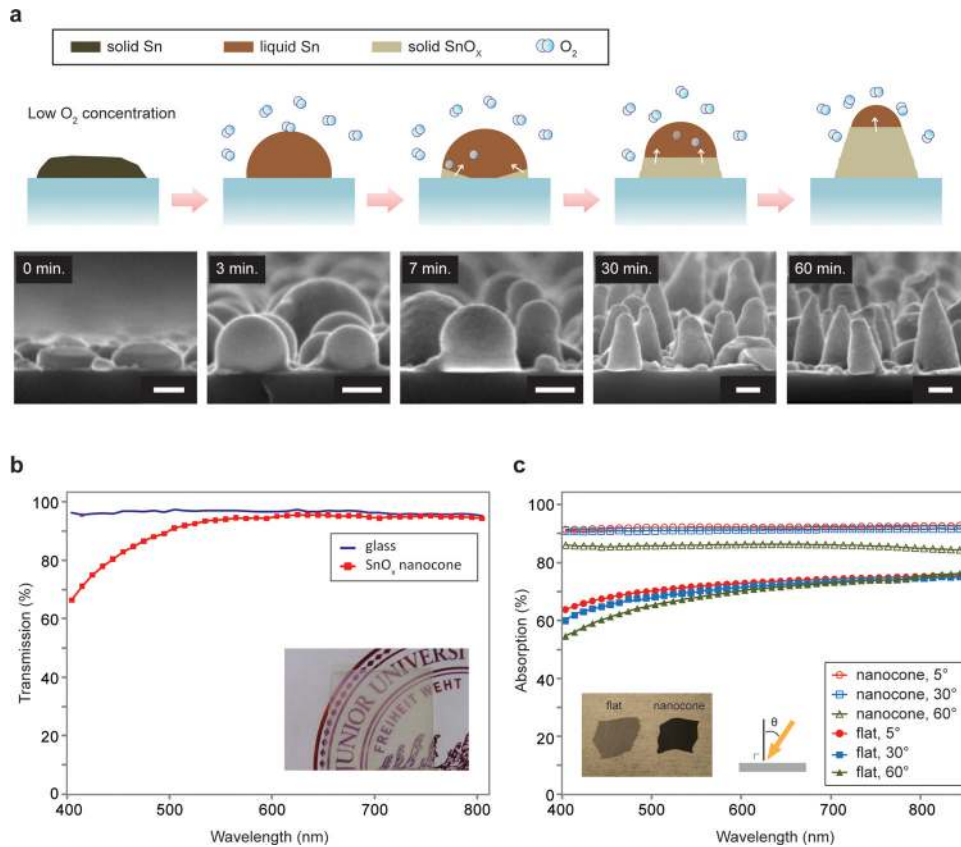 a
solid Sn liquid Sn solid SnOₓ O₂
Low O₂ concentration
0 min. 3 min. 7 min. 30 min. 60 min.
b
100
80
60
40
20
0
400 500 600 700 800
Transmission (%)
Wavelength (nm)
glass
SnOₓ nanocone
JUNIOR UNIVERSI
FREIHEIT WEHT
c
100
80
60
40
20
0
400 500 600 700 800
Absorption (%)
Wavelength (nm)
flat nanocone
θ
nanocone, 5°
nanocone, 30°
nanocone, 60°
flat, 5°
flat, 30°
flat, 60°